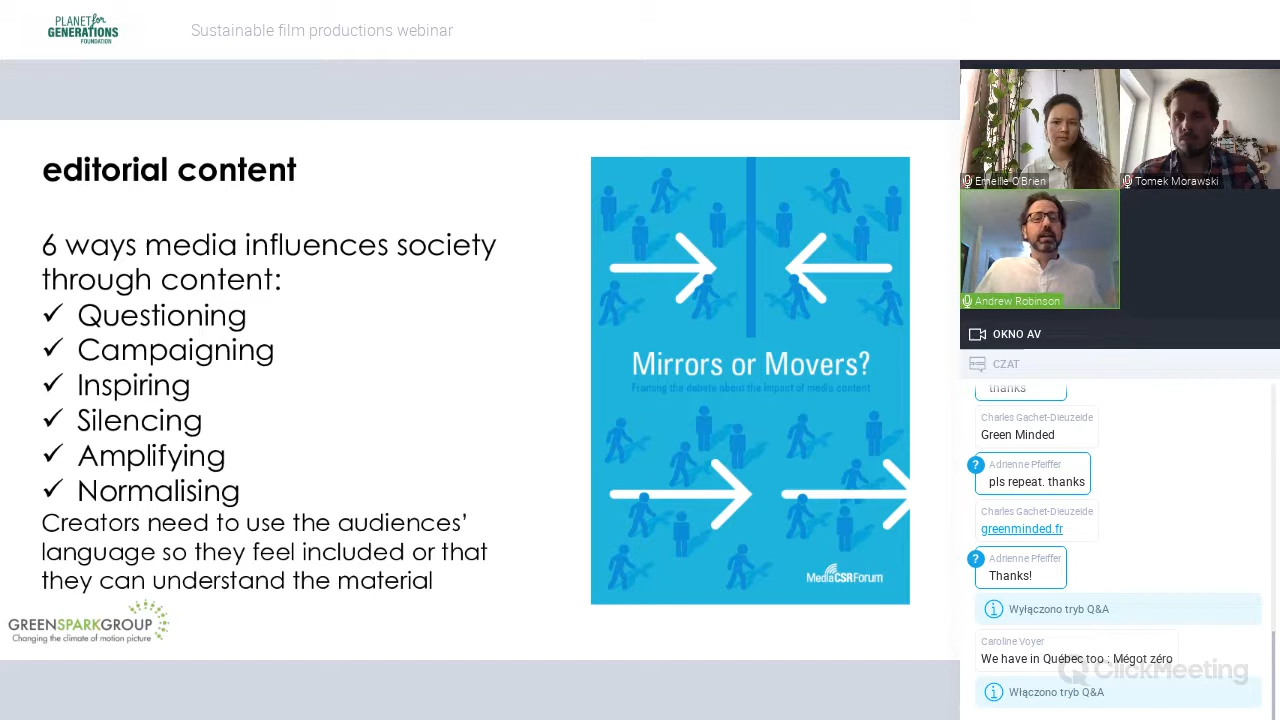 PLANET for
GENERATIONS
FOUNDATION
Sustainable film productions webinar
editorial content
6 ways media influences society
through content:
✓ Questioning
✓ Campaigning
✓ Inspiring
✓ Silencing
✓ Amplifying
✓ Normalising
Creators need to use the audiences’
language so they feel included or that
they can understand the material
GREENSPARKGROUP
Changing the climate of motion picture
Mirrors or Movers?
Framing the debate about the impact of media content
MediaCSRForum
Emellie O'Brien
Tomek Morawski
Andrew Robinson
OKNO AV
CZAT
thanks
Charles Gachet-Dieuzeide
Green Minded
? Adrienne Pfeiffer
pls repeat. thanks
Charles Gachet-Dieuzeide
greenminded.fr
? Adrienne Pfeiffer
Thanks!
Wyłączono tryb Q&A
Caroline Voyer
We have in Québec too : Mégot zéro
ClickMeeting
Włączono tryb Q&A